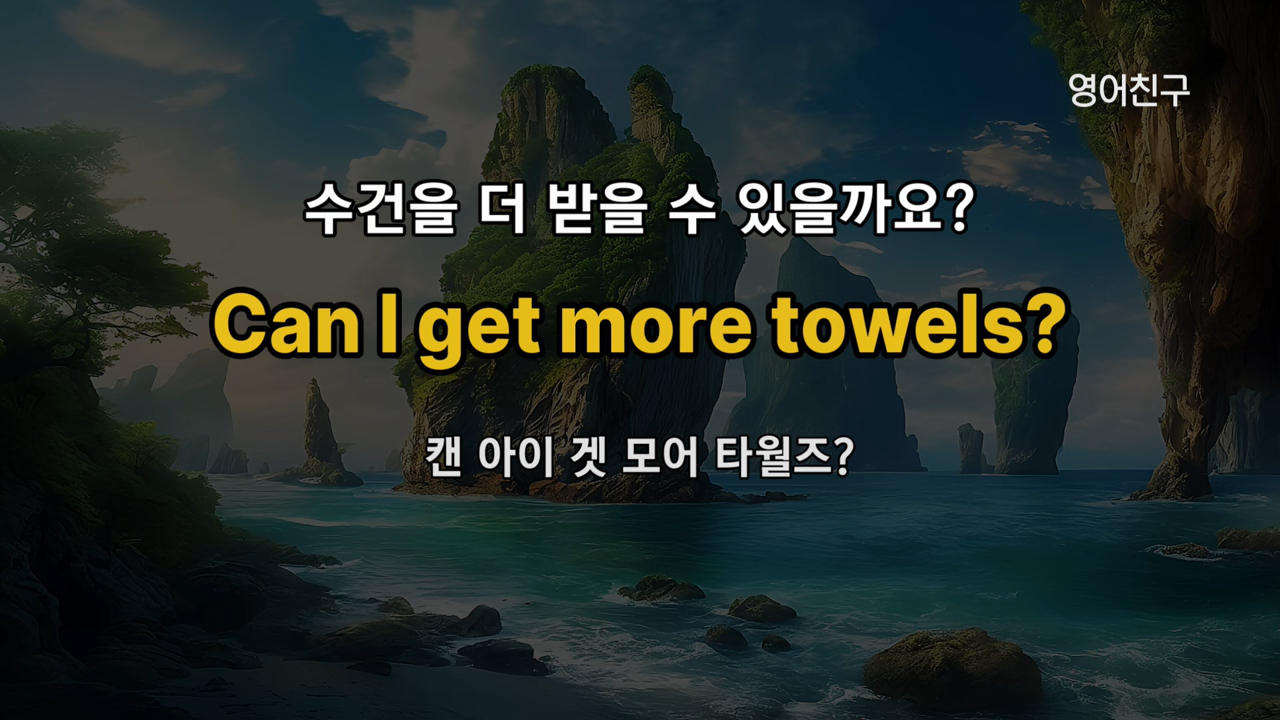 영어친구
수건을 더 받을 수 있을까요?
Can I get more towels?
캔 아이 겟 모어 타월즈?